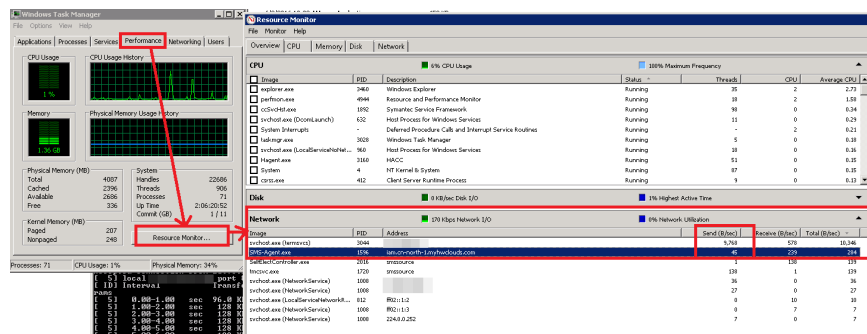 Windows Task Manager
File Options View Help
Applications Processes Services Performance Networking Users
CPU Usage CPU Usage History
1 %
Memory Physical Memory Usage History
1.36 GB
Physical Memory (MB)
Total 4087
Cached 2396
Available 2686
Free 336
Kernel Memory (MB)
Paged 207
Nonpaged 248
System
Handles 22686
Threads 906
Processes 71
Up Time 2:06:20:52
Commit (GB) 1 / 11
Resource Monitor...
Processes: 71 CPU Usage: 1% Physical Memory: 34%
[ 5] local port
[ ID] Interval Transf
rams
[ 5] 0.00-1.00 sec 96.0 K
[ 5] 1.00-2.00 sec 128 K
[ 5] 2.00-3.00 sec 128 K
[ 5] 3.00-4.00 sec 128 K
[ 5] 4.00-5.00 sec 128 K
Resource Monitor
File Monitor Help
Overview CPU Memory Disk Network
CPU 6% CPU Usage 100% Maximum Frequency
Image PID Description Status Threads CPU Average CPU
explorer.exe 3460 Windows Explorer Running 35 2 2.73
perfmon.exe 4944 Resource and Performance Monitor Running 18 2 1.58
ccSvcHst.exe 1892 Symantec Service Framework Running 98 0 0.34
svchost.exe (DcomLaunch) 632 Host Process for Windows Services Running 11 0 0.29
System Interrupts - Deferred Procedure Calls and Interrupt Service Routines Running - 2 0.21
taskmgr.exe 3028 Windows Task Manager Running 5 0 0.18
svchost.exe (LocalServiceNoNet... 960 Host Process for Windows Services Running 18 0 0.16
Hagent.exe 3160 HACC Running 51 0 0.15
System 4 NT Kernel & System Running 87 0 0.15
csrss.exe 412 Client Server Runtime Process Running 9 0 0.13
Disk 0 KB/sec Disk I/O 1% Highest Active Time
Network 170 Kbps Network I/O 0% Network Utilization
Image PID Address Send (B/sec) Receive (B/sec) Total (B/sec)
svchost.exe (termsvcs) 3044 9,768 578 10,346
SMS-Agent.exe 1596 iam.cn-north-1.myhwclouds.com 45 239 284
SelfElectController.exe 2016 smssource 1 138 139
tmcsvc.exe 1720 smssource 138 1 139
svchost.exe (NetworkService) 1008 36 0 36
svchost.exe (NetworkService) 1008 27 0 27
svchost.exe (LocalServiceNetworkR... 812 ff02::1:2 0 10 10
svchost.exe (NetworkService) 1008 ff02::1:3 0 7 7
svchost.exe (NetworkService) 1008 224.0.0.252 0 7 7